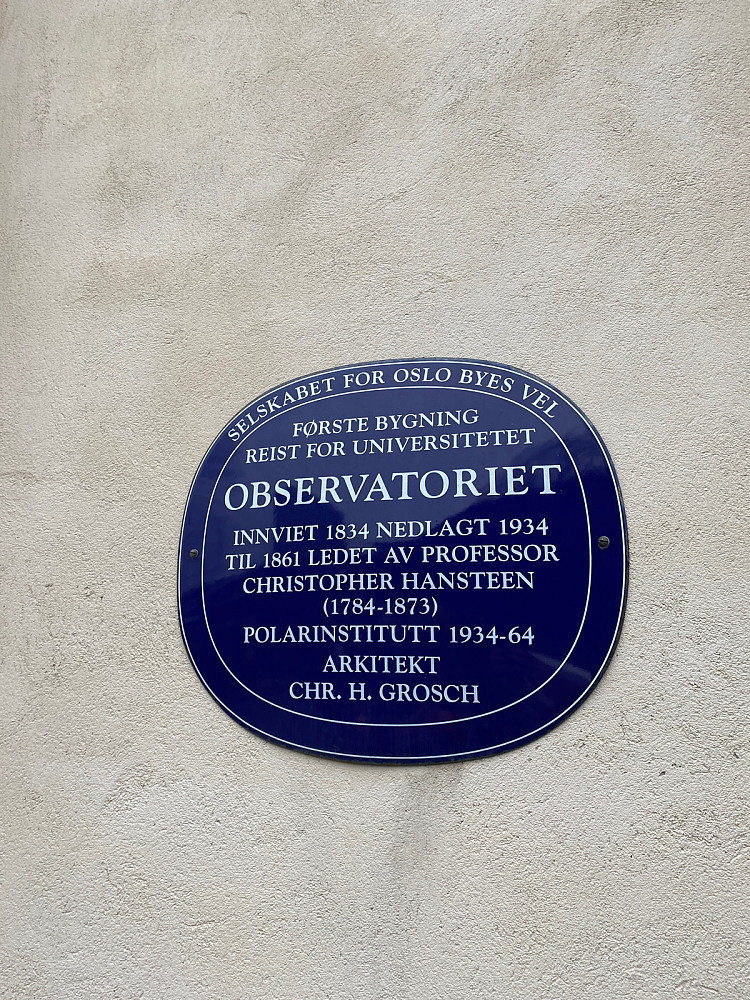 SELSKABET FOR OSLO BYES VEL
FØRSTE BYGNING
REIST FOR UNIVERSITETET
OBSERVATORIET
INNVIET 1834 NEDLAGT 1934
TIL 1861 LEDET AV PROFESSOR
CHRISTOPHER HANSTEEN
(1784-1873)
POLARINSTITUTT 1934-64
ARKITEKT
CHR. H. GROSCH